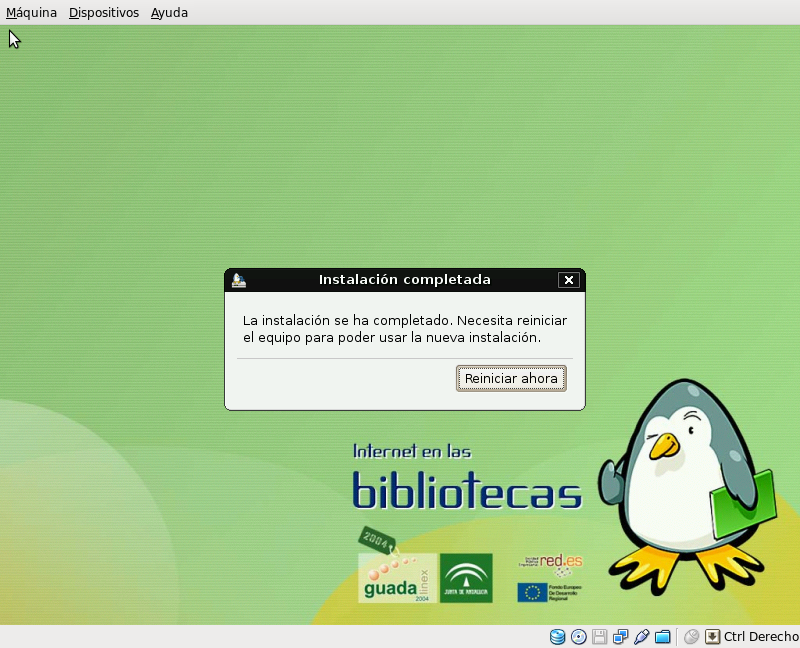 Máquina Dispositivos Ayuda
Instalación completada
La instalación se ha completado. Necesita reiniciar
el equipo para poder usar la nueva instalación.
Reiniciar ahora
Internet en las
bibliotecas
2004
guada
linex
2004
JUNTA DE ANDALUCIA
red.es
Fondo Europeo
De Desarrollo
Regional
Ctrl Derecho